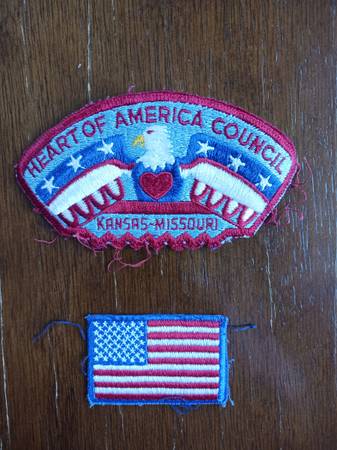 HEART OF AMERICA COUNCIL
KANSAS-MISSOURI